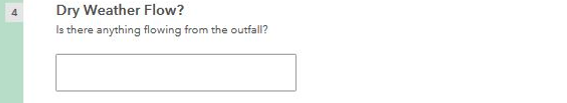 4
Dry Weather Flow?
Is there anything flowing from the outfall?